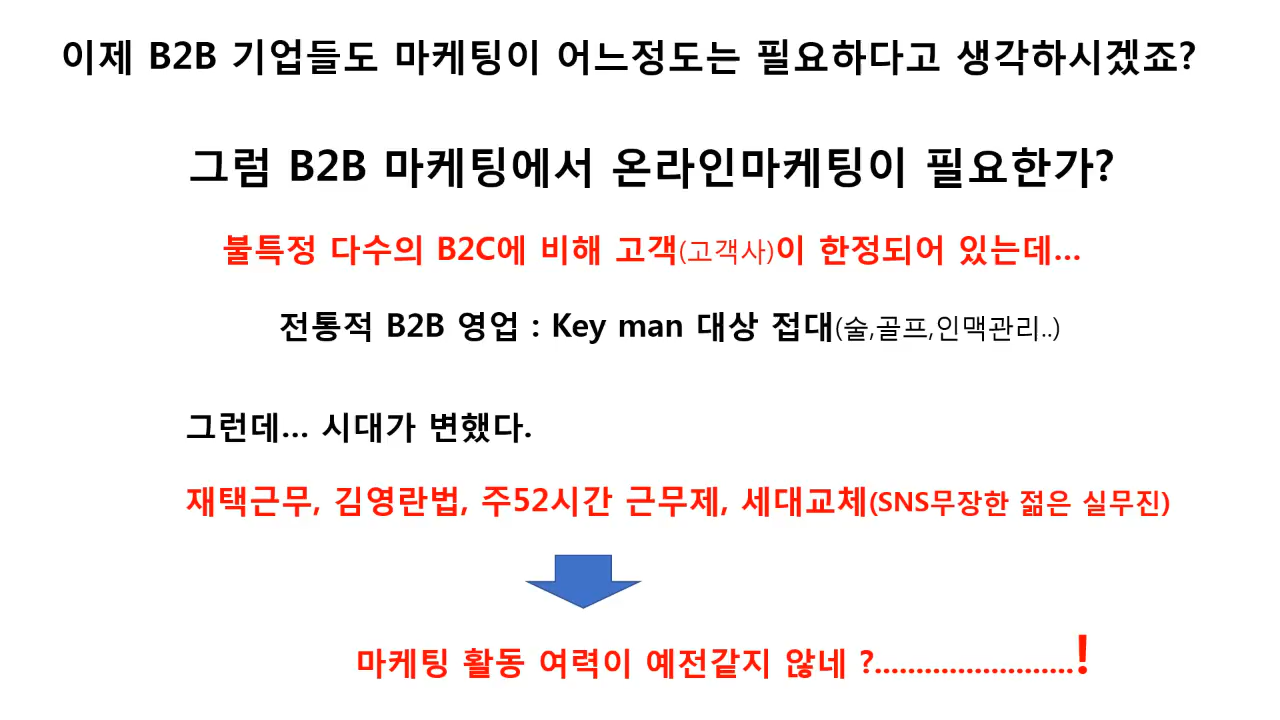 이제 B2B 기업들도 마케팅이 어느정도는 필요하다고 생각하시겠죠?
그럼 B2B 마케팅에서 온라인마케팅이 필요한가?
불특정 다수의 B2C에 비해 고객(고객사)이 한정되어 있는데...
전통적 B2B 영업 : Key man 대상 접대(술,골프,인맥관리..)
그런데... 시대가 변했다.
재택근무, 김영란법, 주52시간 근무제, 세대교체(SNS무장한 젊은 실무진)
마케팅 활동 여력이 예전같지 않네 ?........................!